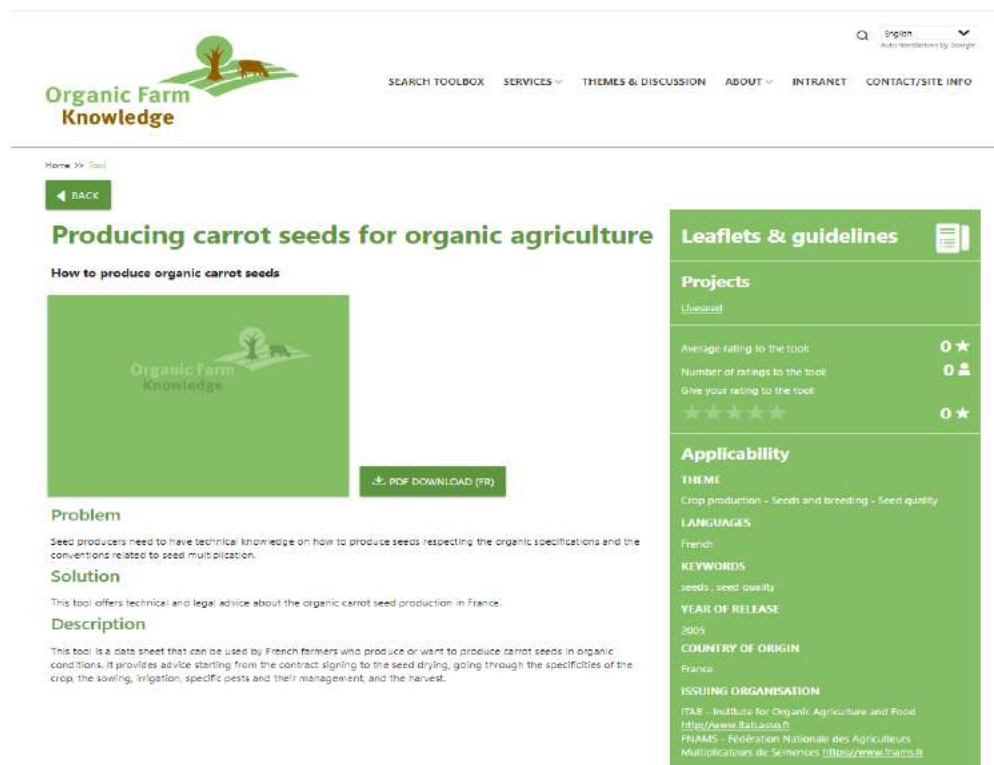 English
Auto translations by Google
Organic Farm
Knowledge
SEARCH TOOLBOX SERVICES THEMES & DISCUSSION ABOUT INTRANET CONTACT/SITE INFO
Home >> Tool
BACK
Producing carrot seeds for organic agriculture
How to produce organic carrot seeds
Organic Farm
Knowledge
PDF DOWNLOAD (FR)
Problem
Seed producers need to have technical knowledge on how to produce seeds respecting the organic specifications and the
conventions related to seed multiplication.
Solution
This tool offers technical and legal advice about the organic carrot seed production in France.
Description
This tool is a data sheet that can be used by French farmers who produce or want to produce carrot seeds in organic
conditions. It provides advice starting from the contract signing to the seed drying, going through the specificities of the
crop, the sowing, irrigation, specific pests and their management, and the harvest.
Leaflets & guidelines
Projects
Liveseed
Average rating to the tool: 0
Number of ratings to the tool: 0
Give your rating to the tool:
0
Applicability
THEME
Crop production - Seeds and breeding - Seed quality
LANGUAGES
French
KEYWORDS
seeds , seed quality
YEAR OF RELEASE
2005
COUNTRY OF ORIGIN
France
ISSUING ORGANISATION
ITAB - Institute for Organic Agriculture and Food
http://www.itab.asso.fr
FNAMS - Fédération Nationale des Agriculteurs
Multiplicateurs de Semences https://www.fnams.fr